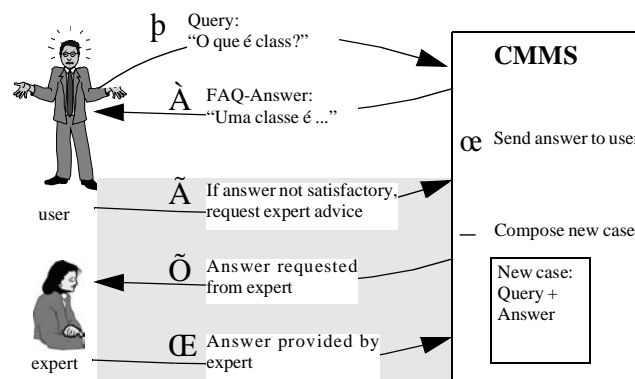 þ Query:
“O que é class?”
CMMS
À FAQ-Answer:
“Uma classe é ...”
œ Send answer to user
Ã If answer not satisfactory,
request expert advice
user
– Compose new case
Õ Answer requested
from expert
New case:
Query +
Answer
Œ Answer provided by
expert
expert